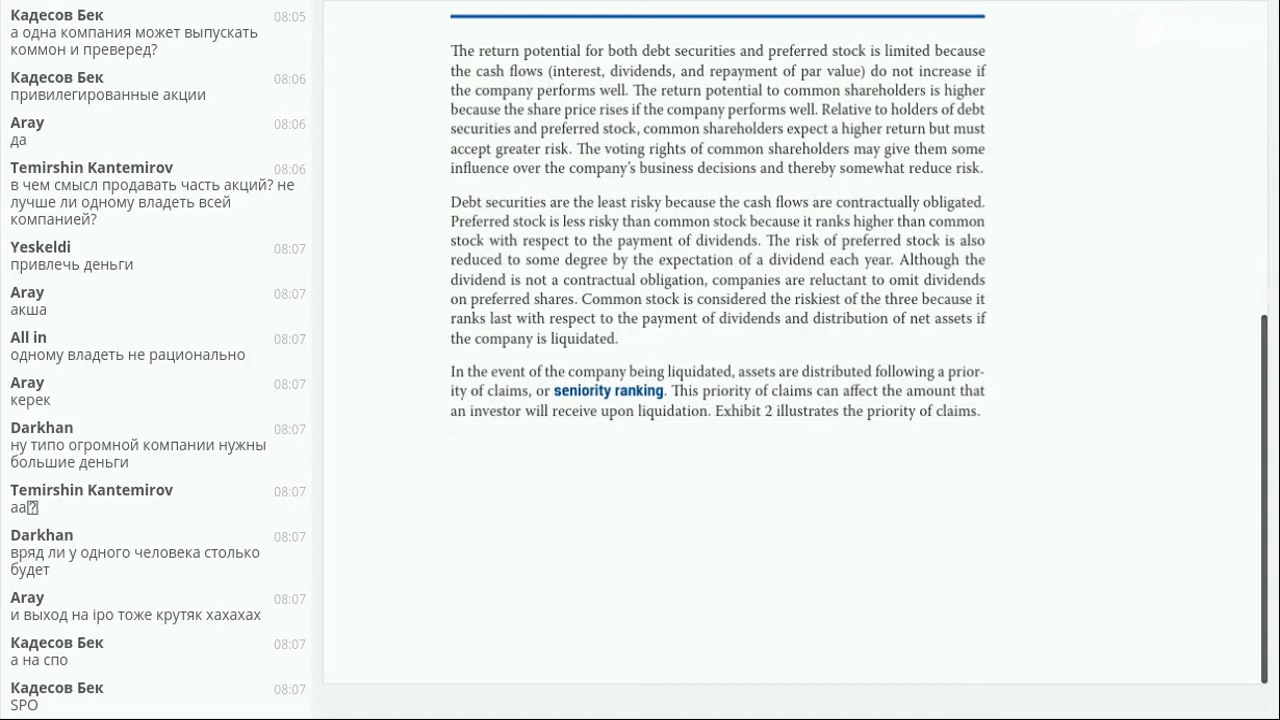 Кадесов Бек 08:05
а одна компания может выпускать
коммон и преверед?
Кадесов Бек 08:06
привилегированные акции
Aray 08:06
да
Temirshin Kantemirov 08:06
в чем смысл продавать часть акций? не
лучше ли одному владеть всей
компанией?
Yeskeldi 08:07
привлечь деньги
Aray 08:07
акша
All in 08:07
одному владеть не рационально
Aray 08:07
керек
Darkhan 08:07
ну типо огромной компании нужны
большие деньги
Temirshin Kantemirov 08:07
аа
Darkhan 08:07
вряд ли у одного человека столько
будет
Aray 08:07
и выход на ipo тоже крутяк хахахах
Кадесов Бек 08:07
а на спо
Кадесов Бек 08:07
SPO
The return potential for both debt securities and preferred stock is limited because
the cash flows (interest, dividends, and repayment of par value) do not increase if
the company performs well. The return potential to common shareholders is higher
because the share price rises if the company performs well. Relative to holders of debt
securities and preferred stock, common shareholders expect a higher return but must
accept greater risk. The voting rights of common shareholders may give them some
influence over the company's business decisions and thereby somewhat reduce risk.
Debt securities are the least risky because the cash flows are contractually obligated.
Preferred stock is less risky than common stock because it ranks higher than common
stock with respect to the payment of dividends. The risk of preferred stock is also
reduced to some degree by the expectation of a dividend each year. Although the
dividend is not a contractual obligation, companies are reluctant to omit dividends
on preferred shares. Common stock is considered the riskiest of the three because it
ranks last with respect to the payment of dividends and distribution of net assets if
the company is liquidated.
In the event of the company being liquidated, assets are distributed following a prior-
ity of claims, or seniority ranking. This priority of claims can affect the amount that
an investor will receive upon liquidation. Exhibit 2 illustrates the priority of claims.